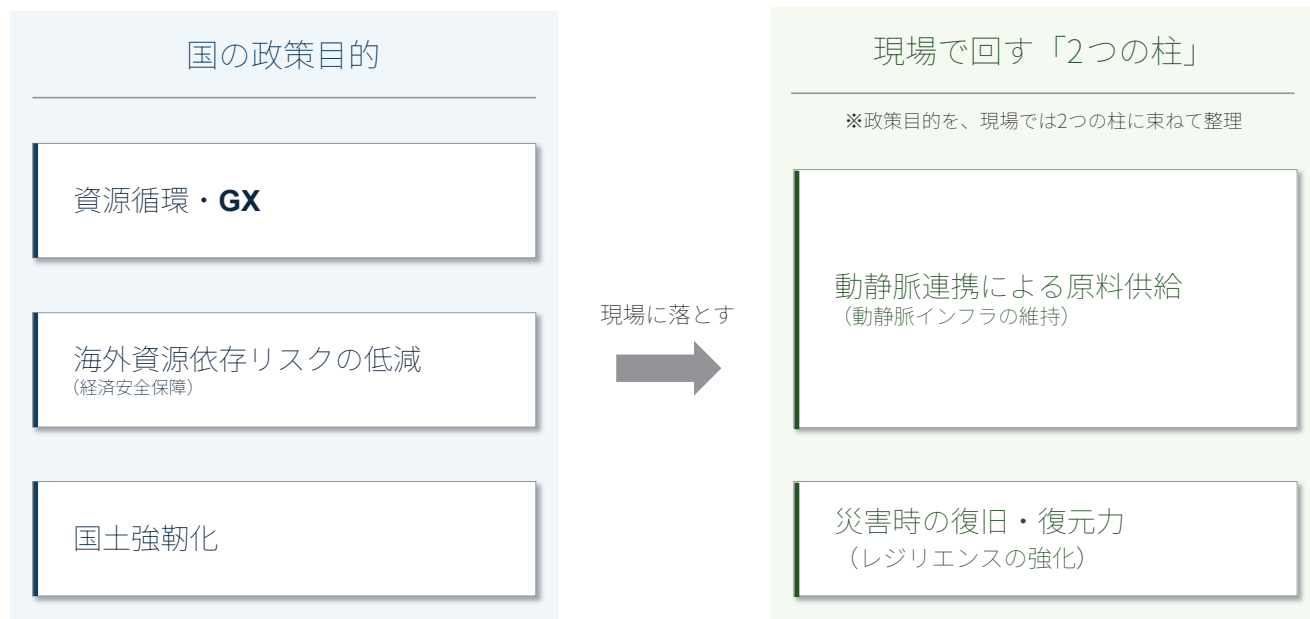 国の政策目的
資源循環・GX
海外資源依存リスクの低減
（経済安全保障）
国土強靭化
現場に落とす
現場で回す「2つの柱」
※政策目的を、現場では2つの柱に束ねて整理
動静脈連携による原料供給
（動静脈インフラの維持）
災害時の復旧・復元力
（レジリエンスの強化）